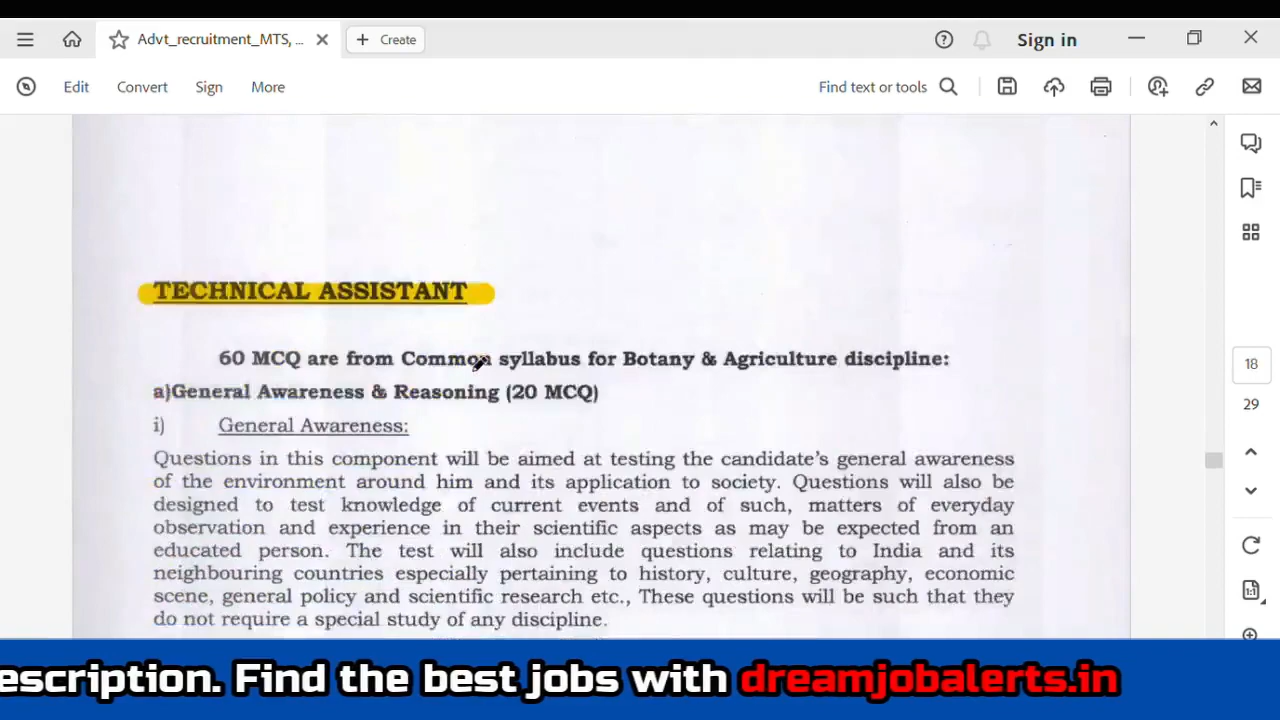 Advt_recruitment_MTS, ...
Create
Sign in
Edit
Convert
Sign
More
Find text or tools
TECHNICAL ASSISTANT
60 MCQ are from Common syllabus for Botany & Agriculture discipline:
a)General Awareness & Reasoning (20 MCQ)
i) General Awareness:
Questions in this component will be aimed at testing the candidate's general awareness
of the environment around him and its application to society. Questions will also be
designed to test knowledge of current events and of such, matters of everyday
observation and experience in their scientific aspects as may be expected from an
educated person. The test will also include questions relating to India and its
neighbouring countries especially pertaining to history, culture, geography, economic
scene, general policy and scientific research etc., These questions will be such that they
do not require a special study of any discipline.
18
29
1:1
escription. Find the best jobs with dreamjobalerts.in